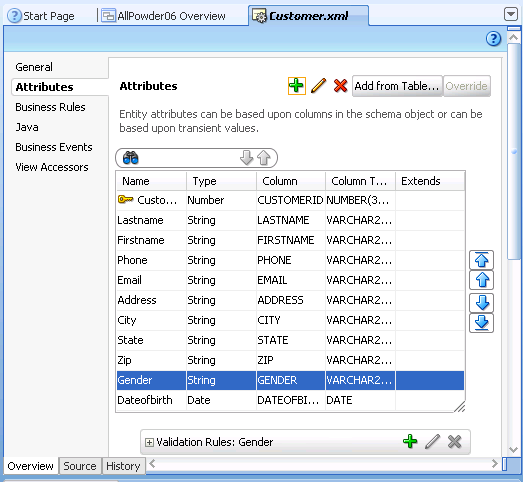 Start Page AllPowder06 Overview Customer.xml
General
Attributes
Business Rules
Java
Business Events
View Accessors
Attributes Add from Table... Override
Entity attributes can be based upon columns in the schema object or can
be based upon transient values.
Name Type Column Column T... Extends
Custo... Number CUSTOMERID NUMBER(3...
Lastname String LASTNAME VARCHAR2...
Firstname String FIRSTNAME VARCHAR2...
Phone String PHONE VARCHAR2...
Email String EMAIL VARCHAR2...
Address String ADDRESS VARCHAR2...
City String CITY VARCHAR2...
State String STATE VARCHAR2...
Zip String ZIP VARCHAR2...
Gender String GENDER VARCHAR2...
Dateofbirth Date DATEOFBI... DATE
Validation Rules: Gender
Overview Source History